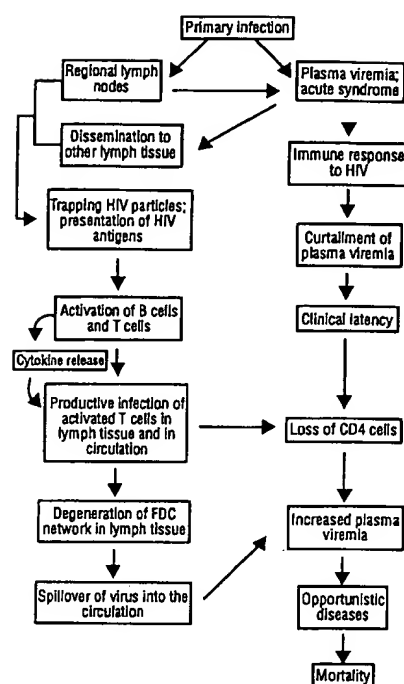 Primary infection
Regional lymph
nodes
Plasma viremia;
acute syndrome
Dissemination to
other lymph tissue
Immune response
to HIV
Trapping HIV particles;
presentation of HIV
antigens
Curtailment of
plasma viremia
Activation of B cells
and T cells
Clinical latency
Cytokine release
Productive infection of
activated T cells in
lymph tissue and in
circulation
Loss of CD4 cells
Degeneration of FDC
network in lymph tissue
Increased plasma
viremia
Spillover of virus into the
circulation
Opportunistic
diseases
Mortality